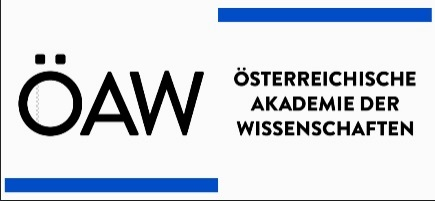 ÖAW
ÖSTERREICHISCHE
AKADEMIE DER
WISSENSCHAFTEN